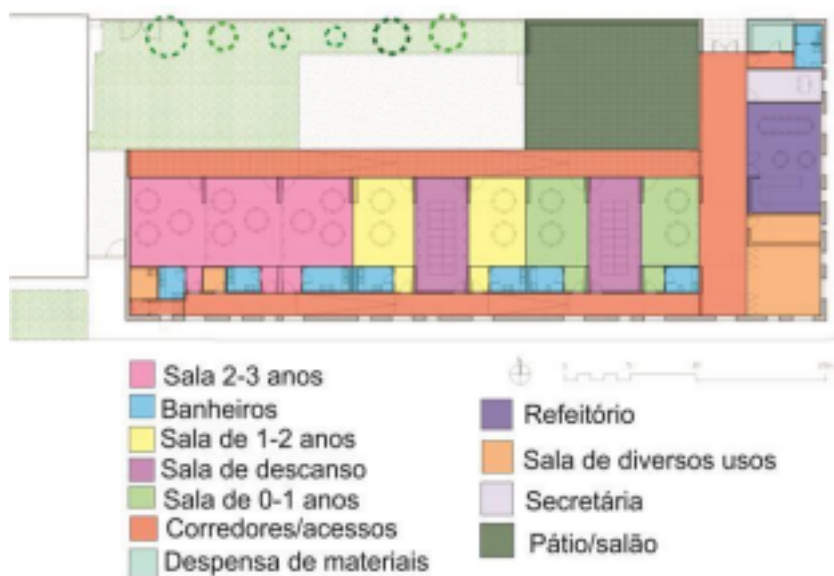 Sala 2-3 anos
Banheiros
Sala de 1-2 anos
Sala de descanso
Sala de 0-1 anos
Corredores/acessos
Despensa de materiais
Refeitório
Sala de diversos usos
Secretária
Pátio/salão